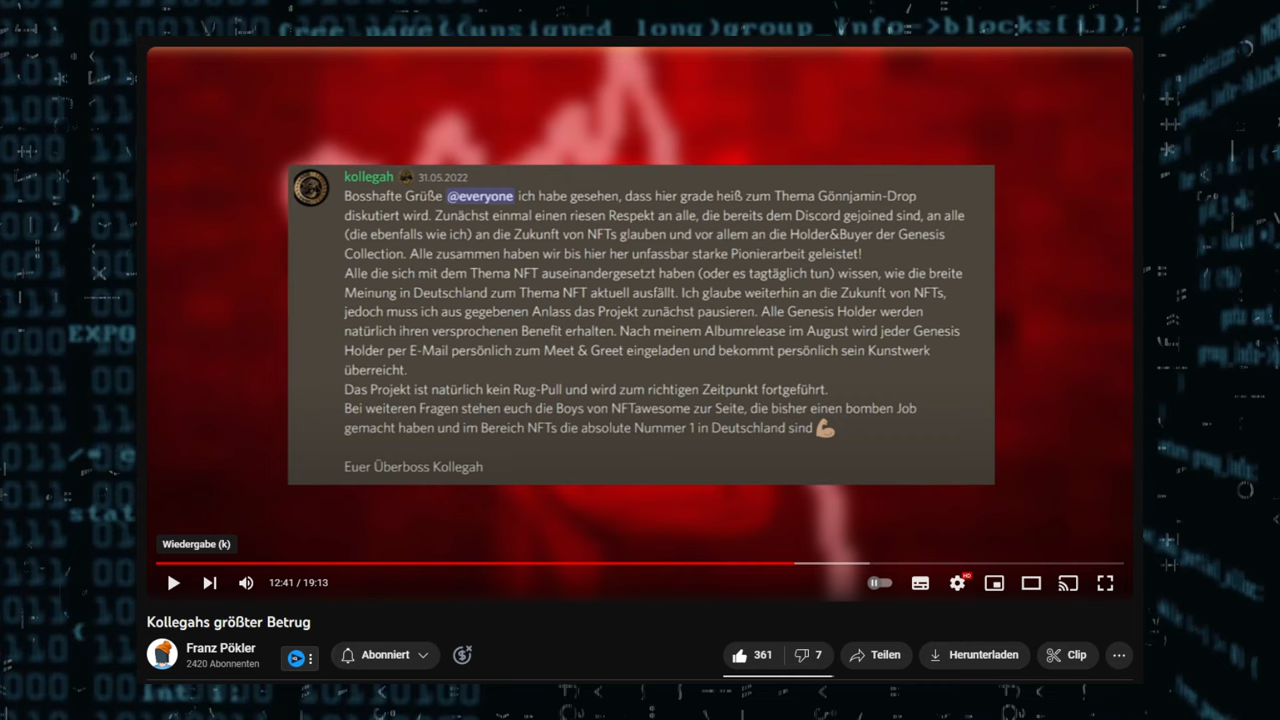 free_page((unsigned long)group_info->blocks[i]);
kollegah 31.05.2022
Bosshafte Grüße @everyone ich habe gesehen, dass hier grade heiß zum Thema Gönnjamin-Drop
diskutiert wird. Zunächst einmal einen riesen Respekt an alle, die bereits dem Discord gejoined sind, an alle
(die ebenfalls wie ich) an die Zukunft von NFTs glauben und vor allem an die Holder&Buyer der Genesis
Collection. Alle zusammen haben wir bis hier her unfassbar starke Pionierarbeit geleistet!
Alle die sich mit dem Thema NFT auseinandergesetzt haben (oder es tagtäglich tun) wissen, wie die breite
Meinung in Deutschland zum Thema NFT aktuell ausfällt. Ich glaube weiterhin an die Zukunft von NFTs,
jedoch muss ich aus gegebenen Anlass das Projekt zunächst pausieren. Alle Genesis Holder werden
natürlich ihren versprochenen Benefit erhalten. Nach meinem Albumrelease im August wird jeder Genesis
Holder per E-Mail persönlich zum Meet & Greet eingeladen und bekommt persönlich sein Kunstwerk
überreicht.
Das Projekt ist natürlich kein Rug-Pull und wird zum richtigen Zeitpunkt fortgeführt.
Bei weiteren Fragen stehen euch die Boys von NFTawesome zur Seite, die bisher einen bomben Job
gemacht haben und im Bereich NFTs die absolute Nummer 1 in Deutschland sind 💪
Euer Überboss Kollegah
Wiedergabe (k)
12:41 / 19:13
HD
Kollegahs größter Betrug
Franz Pökler
2420 Abonnenten
Abonniert
361
7
Teilen
Herunterladen
Clip